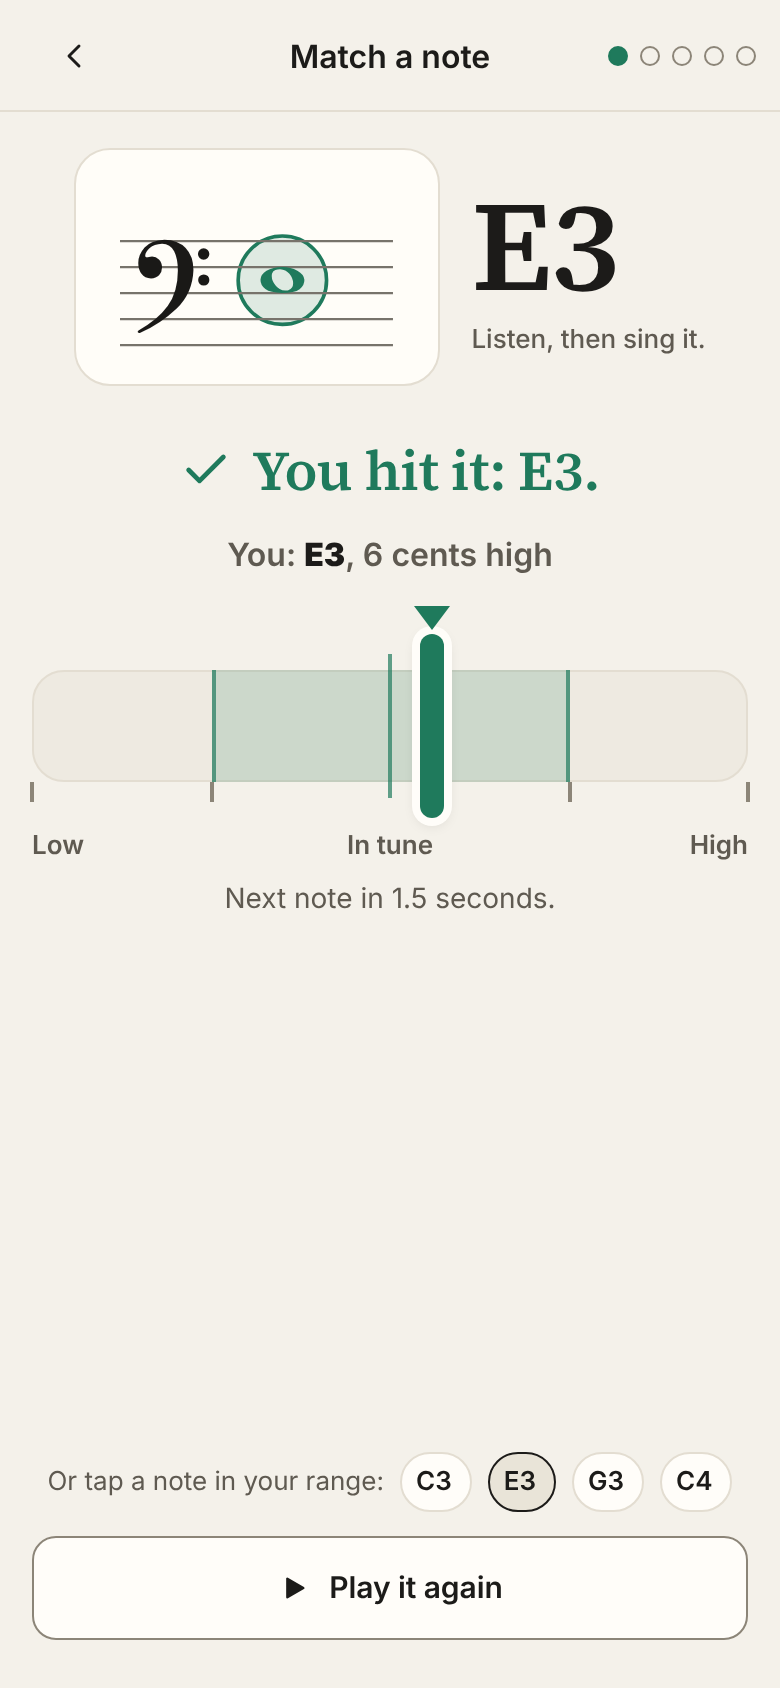 Match a note
E3
Listen, then sing it.
You hit it: E3.
You: E3, 6 cents high
Low In tune High
Next note in 1.5 seconds.
Or tap a note in your range: C3 E3 G3 C4
Play it again